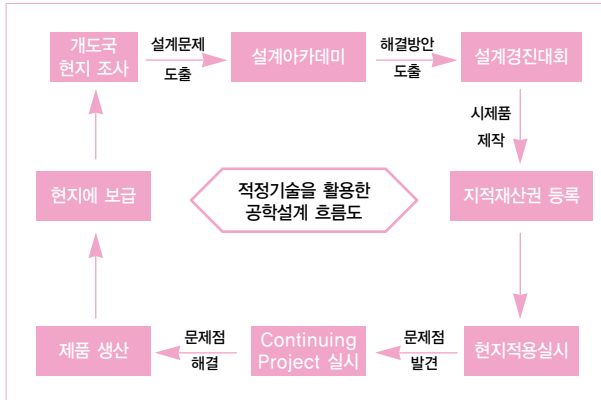 개도국
현지 조사
설계문제
도출
설계아카데미
해결방안
도출
설계경진대회
시제품
제작
현지에 보급
적정기술을 활용한
공학설계 흐름도
지적재산권 등록
제품 생산
문제점
해결
Continuing
Project 실시
문제점
발견
현지적용실시